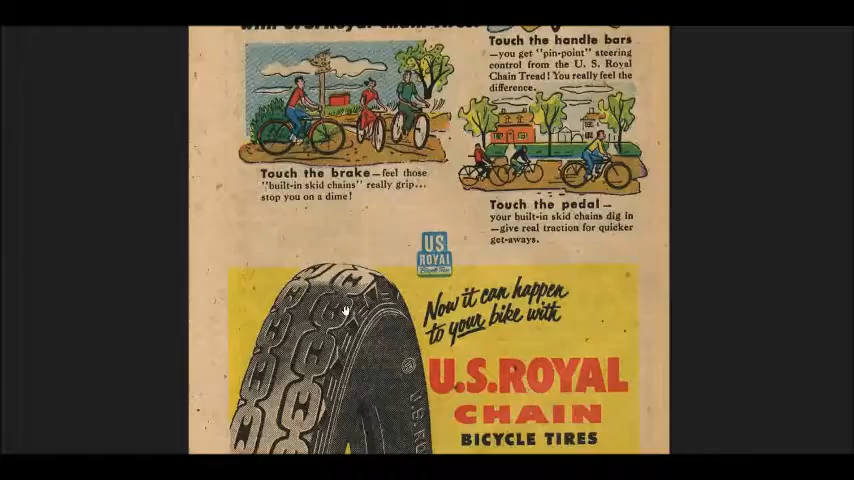 Touch the handle bars
—you get "pin-point" steering
control from the U. S. Royal
Chain Tread! You really feel the
difference.
Touch the brake—feel those
"built-in skid chains" really grip...
stop you on a dime!
Touch the pedal—
your built-in skid chains dig in
—give real traction for quicker
get-aways.
US
ROYAL
Now it can happen
to your bike with
U.S.ROYAL
CHAIN
BICYCLE TIRES